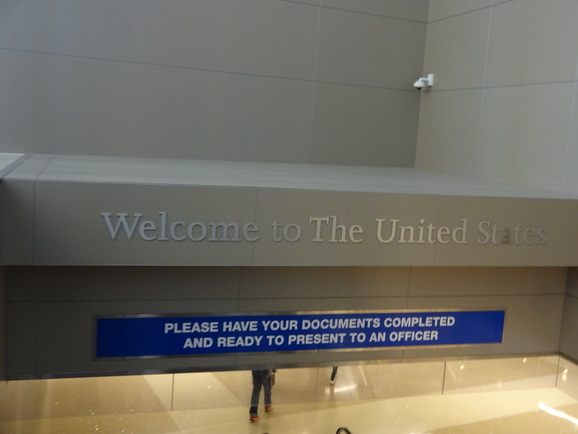 Welcome to The United States
PLEASE HAVE YOUR DOCUMENTS COMPLETED
AND READY TO PRESENT TO AN OFFICER